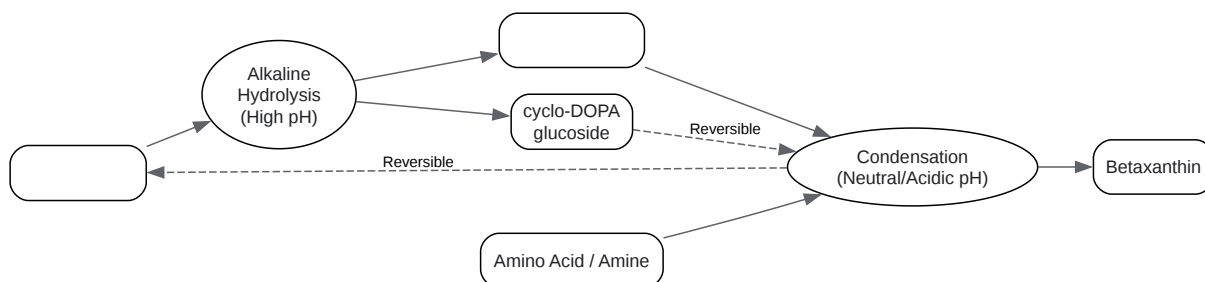 Alkaline
Hydrolysis
(High pH)
cyclo-DOPA
glucoside
Reversible
Reversible
Condensation
(Neutral/Acidic pH)
Betaxanthin
Amino Acid / Amine